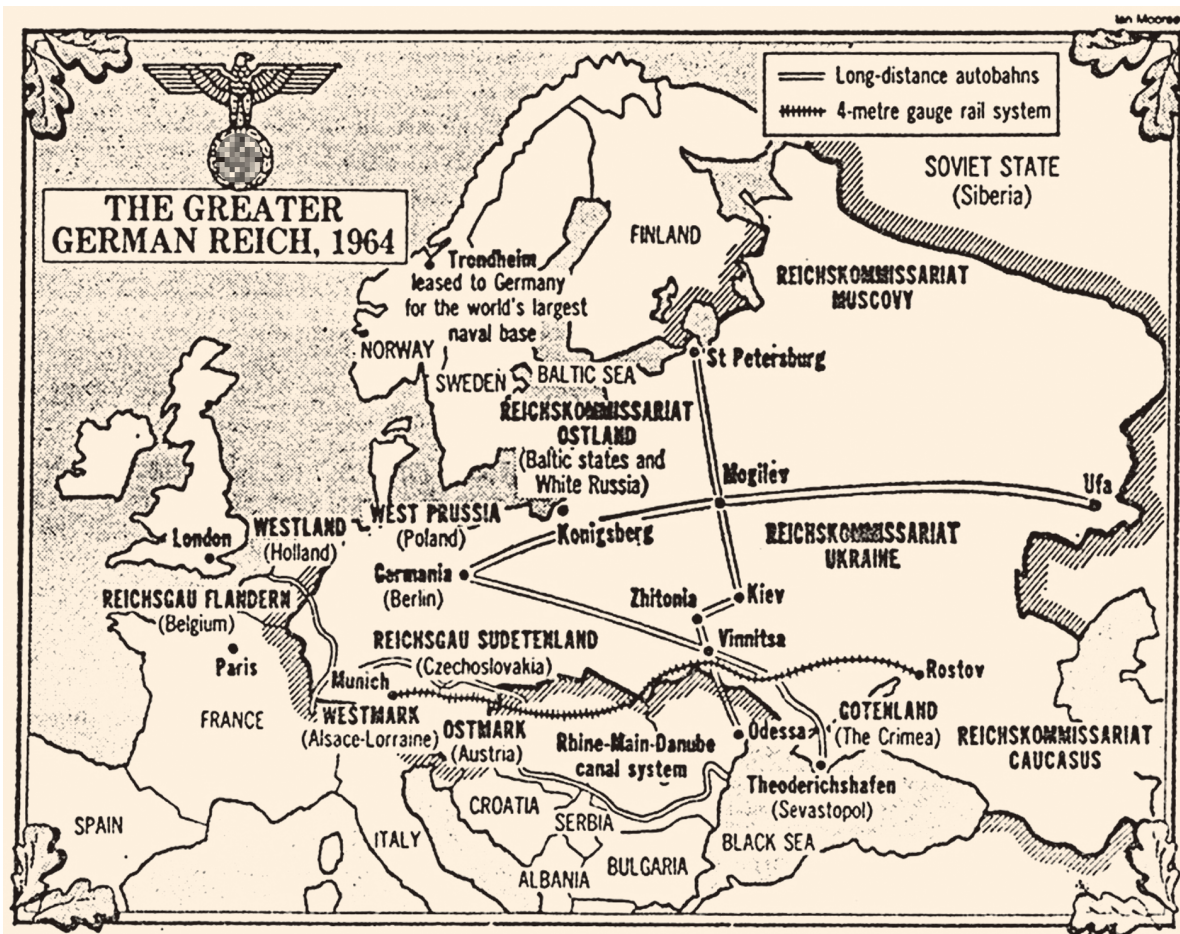 Ian Moores
Long-distance autobahns
4-metre gauge rail system
THE GREATER
GERMAN REICH, 1964
SOVIET STATE
(Siberia)
FINLAND
Trondheim
leased to Germany
for the world's largest
naval base
REICHSKOMMISSARIAT
MUSCOVY
NORWAY
SWEDEN
BALTIC SEA
St Petersburg
REICHSKOMMISSARIAT
OSTLAND
(Baltic states and
White Russia)
Mogilev
Ufa
London
WESTLAND
(Holland)
WEST PRUSSIA
(Poland)
Konigsberg
REICHSKOMMISSARIAT
UKRAINE
Germania
(Berlin)
REICHSGAU FLANDERN
(Belgium)
Zhitonia
Kiev
Paris
REICHSGAU SUDETENLAND
(Czechoslovakia)
Vinnitsa
Munich
Rostov
FRANCE
WESTMARK
(Alsace-Lorraine)
OSTMARK
(Austria)
Rhine-Main-Danube
canal system
Odessa
GOTENLAND
(The Crimea)
REICHSKOMMISSARIAT
CAUCASUS
Theoderichshafen
(Sevastopol)
SPAIN
ITALY
CROATIA
SERBIA
ALBANIA
BULGARIA
BLACK SEA